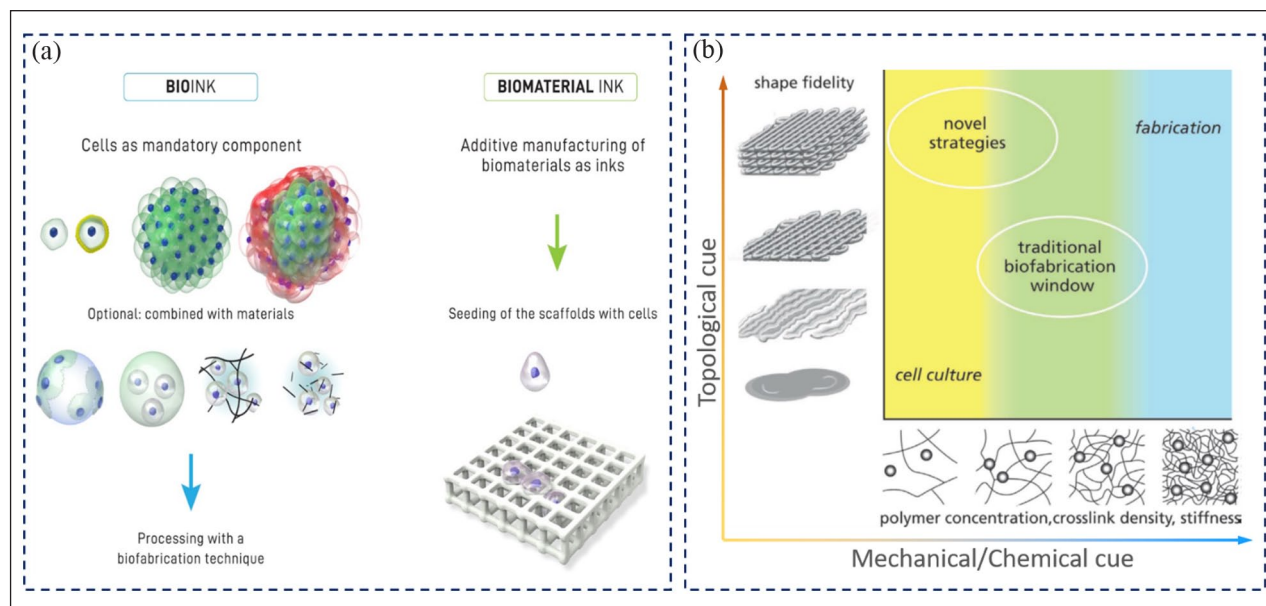 (a)
BIOINK
Cells as mandatory component
Optional: combined with materials
Processing with a
biofabrication technique
BIOMATERIAL INK
Additive manufacturing of
biomaterials as inks
Seeding of the scaffolds with cells
(b)
Topological cue
shape fidelity
novel
strategies
fabrication
traditional
biofabrication
window
cell culture
polymer concentration,crosslink density, stiffness
Mechanical/Chemical cue